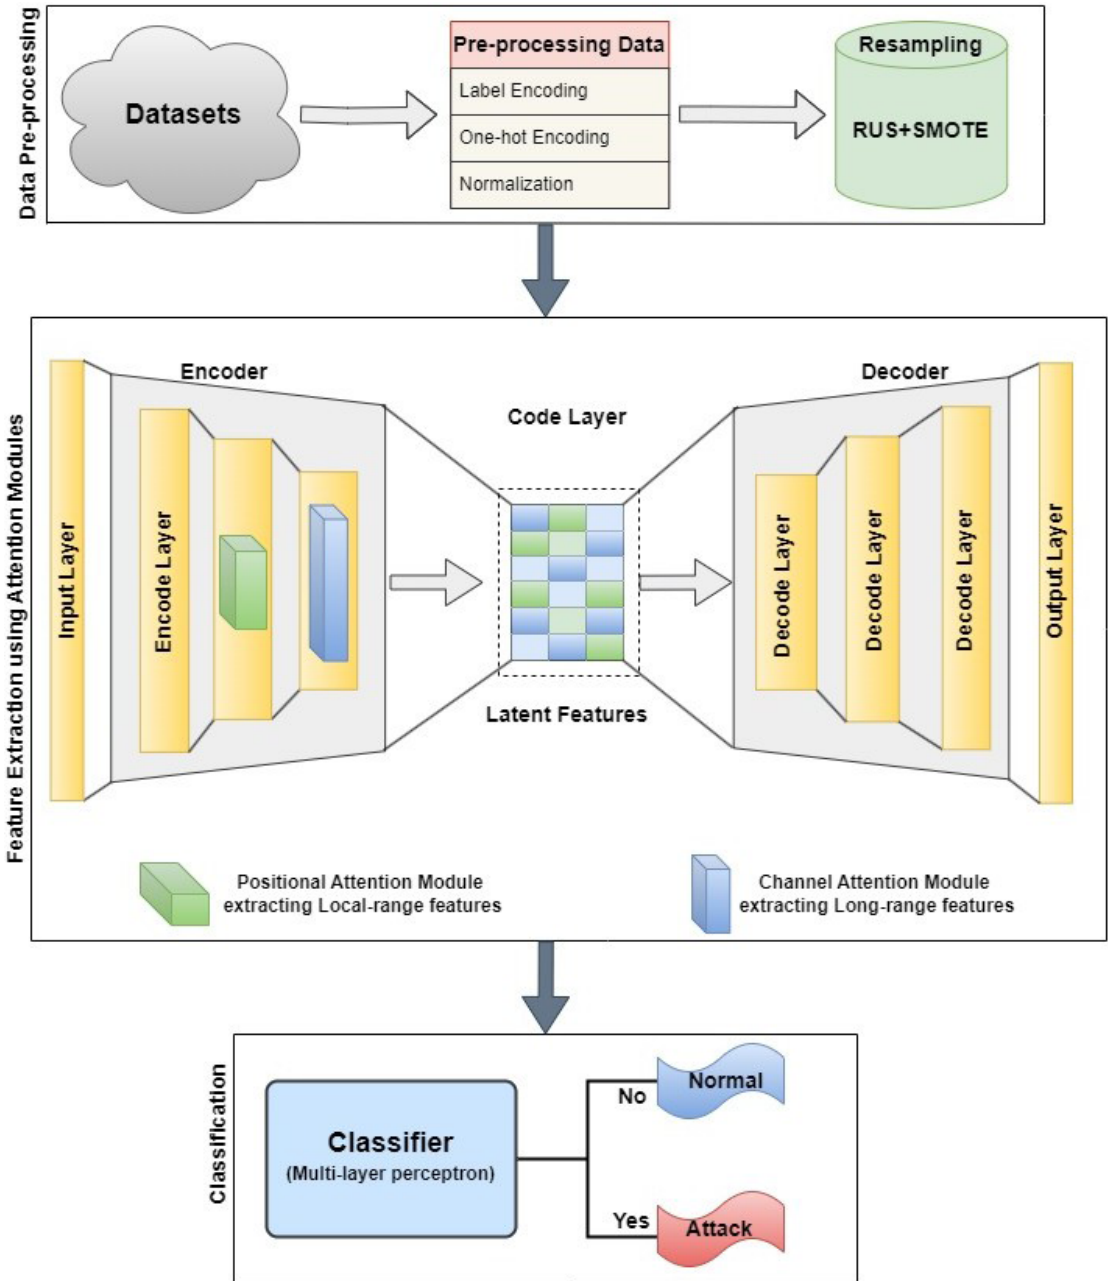 Data Pre-processing
Datasets
Pre-processing Data
Label Encoding
One-hot Encoding
Normalization
Resampling
RUS+SMOTE
Feature Extraction using Attention Modules
Encoder
Decoder
Code Layer
Input Layer
Encode Layer
Decode Layer
Decode Layer
Decode Layer
Output Layer
Latent Features
Positional Attention Module
extracting Local-range features
Channel Attention Module
extracting Long-range features
Classification
Classifier
(Multi-layer perceptron)
No
Normal
Yes
Attack